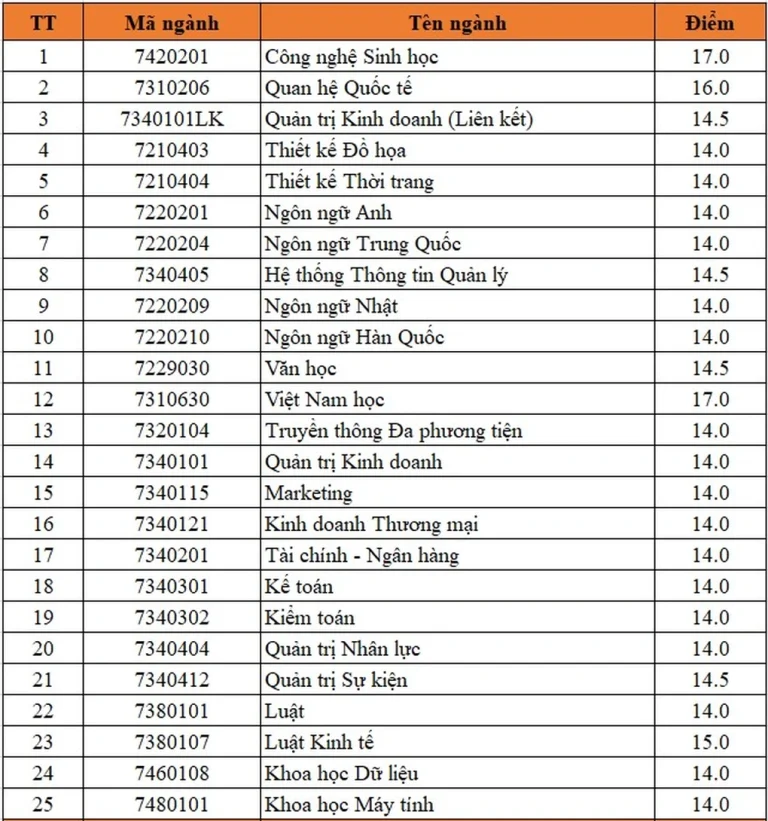 TT Mã ngành Tên ngành Điểm
1 7420201 Công nghệ Sinh học 17.0
2 7310206 Quan hệ Quốc tế 16.0
3 7340101LK Quản trị Kinh doanh (Liên kết) 14.5
4 7210403 Thiết kế Đồ họa 14.0
5 7210404 Thiết kế Thời trang 14.0
6 7220201 Ngôn ngữ Anh 14.0
7 7220204 Ngôn ngữ Trung Quốc 14.0
8 7340405 Hệ thống Thông tin Quản lý 14.5
9 7220209 Ngôn ngữ Nhật 14.0
10 7220210 Ngôn ngữ Hàn Quốc 14.0
11 7229030 Văn học 14.5
12 7310630 Việt Nam học 17.0
13 7320104 Truyền thông Đa phương tiện 14.0
14 7340101 Quản trị Kinh doanh 14.0
15 7340115 Marketing 14.0
16 7340121 Kinh doanh Thương mại 14.0
17 7340201 Tài chính - Ngân hàng 14.0
18 7340301 Kế toán 14.0
19 7340302 Kiểm toán 14.0
20 7340404 Quản trị Nhân lực 14.0
21 7340412 Quản trị Sự kiện 14.5
22 7380101 Luật 14.0
23 7380107 Luật Kinh tế 15.0
24 7460108 Khoa học Dữ liệu 14.0
25 7480101 Khoa học Máy tính 14.0